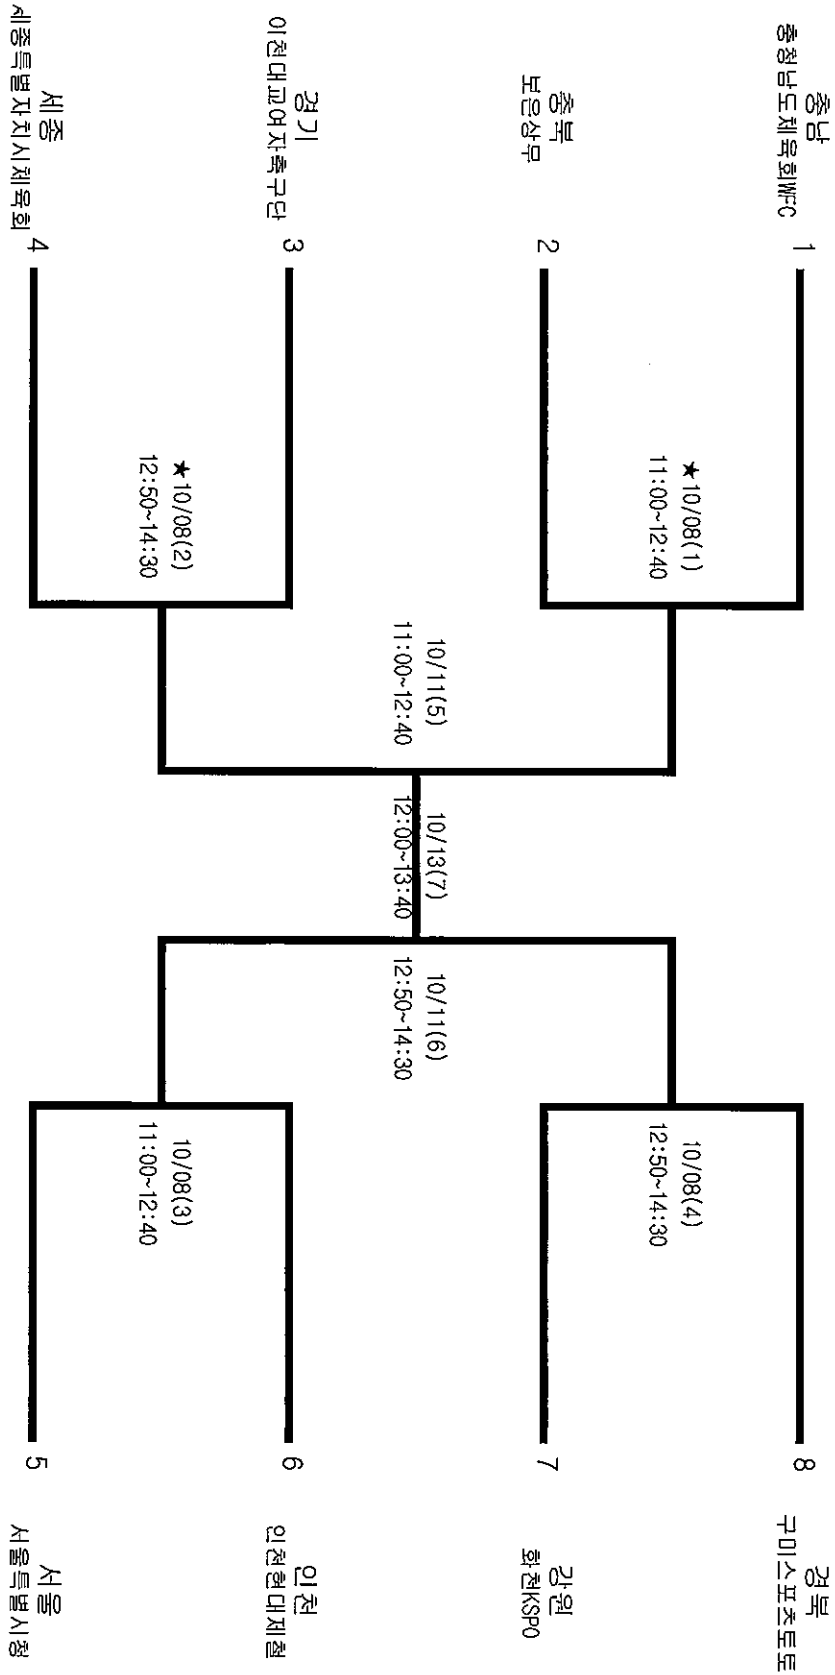 충남
충청남도체육회WFC
1
충북
보은상무
2
경기
이천대교여자축구단
3
세종
세종특별자치시체육회
4
★10/08(1)
11:00~12:40
★10/08(2)
12:50~14:30
10/11(5)
11:00~12:40
10/13(7)
12:00~13:40
10/11(6)
12:50~14:30
10/08(4)
12:50~14:30
10/08(3)
11:00~12:40
8
경북
구미스포츠토토
7
강원
화천KSPO
6
인천
인천현대제철
5
서울
서울특별시청